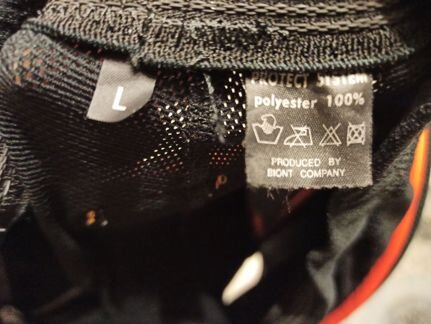 L
PROTECT SYSTEM
polyester 100%
PRODUCED BY
BIONT COMPANY